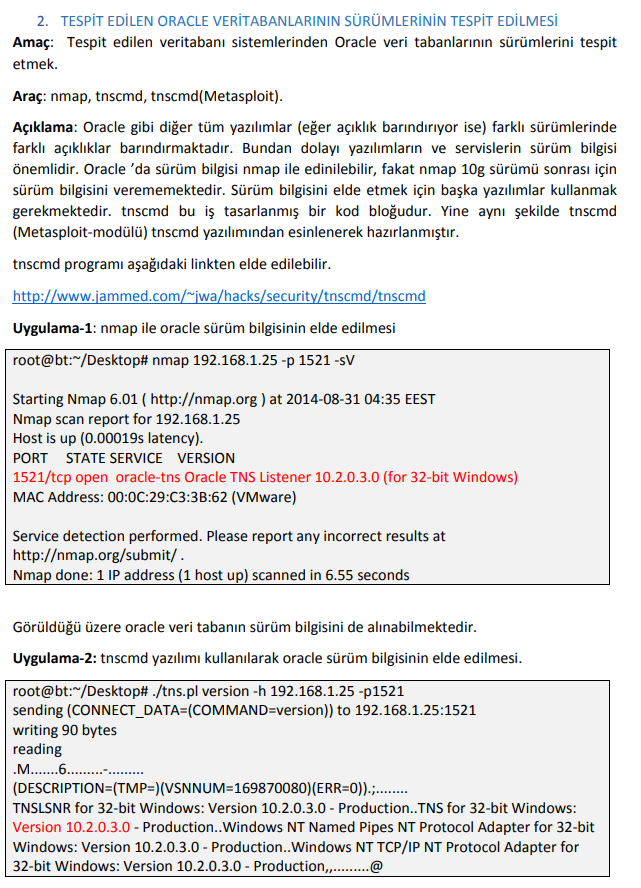 2. TESPİT EDİLEN ORACLE VERİTABANLARININ SÜRÜMLERİNİN TESPİT EDİLMESİ
Amaç: Tespit edilen veritabanı sistemlerinden Oracle veri tabanlarının sürümlerini tespit
etmek.
Araç: nmap, tnscmd, tnscmd(Metasploit).
Açıklama: Oracle gibi diğer tüm yazılımlar (eğer açıklık barındırıyor ise) farklı sürümlerinde
farklı açıklıklar barındırmaktadır. Bundan dolayı yazılımların ve servislerin sürüm bilgisi
önemlidir. Oracle ’da sürüm bilgisi nmap ile edinilebilir, fakat nmap 10g sürümü sonrası için
sürüm bilgisini verememektedir. Sürüm bilgisini elde etmek için başka yazılımlar kullanmak
gerekmektedir. tnscmd bu iş tasarlanmış bir kod bloğudur. Yine aynı şekilde tnscmd
(Metasploit-modülü) tnscmd yazılımından esinlenerek hazırlanmıştır.
tnscmd programı aşağıdaki linkten elde edilebilir.
http://www.jammed.com/~jwa/hacks/security/tnscmd/tnscmd
Uygulama-1: nmap ile oracle sürüm bilgisinin elde edilmesi
root@bt:~/Desktop# nmap 192.168.1.25 -p 1521 -sV
Starting Nmap 6.01 ( http://nmap.org ) at 2014-08-31 04:35 EEST
Nmap scan report for 192.168.1.25
Host is up (0.00019s latency).
PORT STATE SERVICE VERSION
1521/tcp open oracle-tns Oracle TNS Listener 10.2.0.3.0 (for 32-bit Windows)
MAC Address: 00:0C:29:C3:3B:62 (VMware)
Service detection performed. Please report any incorrect results at
http://nmap.org/submit/ .
Nmap done: 1 IP address (1 host up) scanned in 6.55 seconds
Görüldüğü üzere oracle veri tabanın sürüm bilgisini de alınabilmektedir.
Uygulama-2: tnscmd yazılımı kullanılarak oracle sürüm bilgisinin elde edilmesi.
root@bt:~/Desktop# ./tns.pl version -h 192.168.1.25 -p1521
sending (CONNECT_DATA=(COMMAND=version)) to 192.168.1.25:1521
writing 90 bytes
reading
.M.......6.........-.........
(DESCRIPTION=(TMP=)(VSNNUM=169870080)(ERR=0)).;........
TNSLSNR for 32-bit Windows: Version 10.2.0.3.0 - Production..TNS for 32-bit Windows:
Version 10.2.0.3.0 - Production..Windows NT Named Pipes NT Protocol Adapter for 32-bit
Windows: Version 10.2.0.3.0 - Production..Windows NT TCP/IP NT Protocol Adapter for
32-bit Windows: Version 10.2.0.3.0 - Production,,.........@